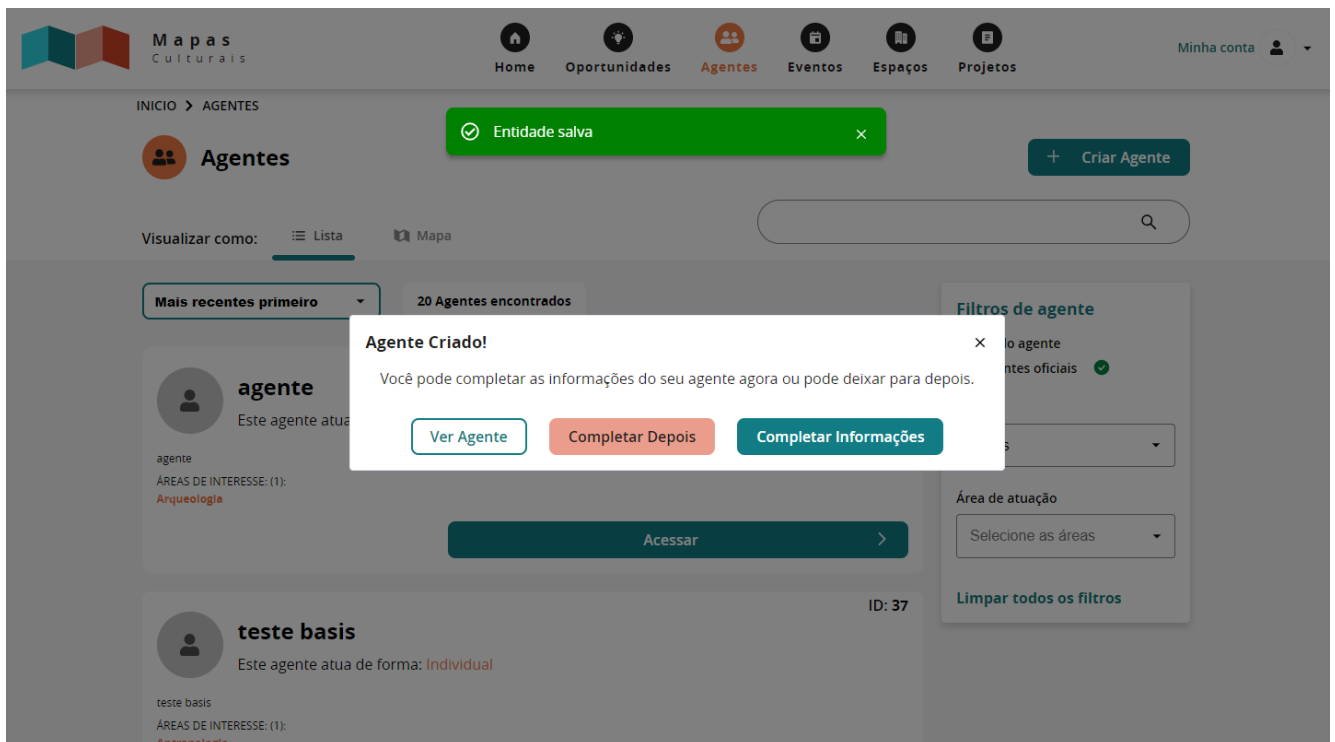 Mapas
Culturais
Home
Oportunidades
Agentes
Eventos
Espaços
Projetos
Minha conta
INICIO > AGENTES
Entidade salva
Agentes
+ Criar Agente
Visualizar como:
Lista
Mapa
Mais recentes primeiro
20 Agentes encontrados
Filtros de agente
Agente Criado!
Você pode completar as informações do seu agente agora ou pode deixar para depois.
Ver Agente
Completar Depois
Completar Informações
agente
oficiais
agente
Este agente
agente
ÁREAS DE INTERESSE: (1):
Arqueologia
Acessar
Área de atuação
Selecione as áreas
Limpar todos os filtros
ID: 37
teste basis
Este agente atua de forma: Individual
teste basis
ÁREAS DE INTERESSE: (1):